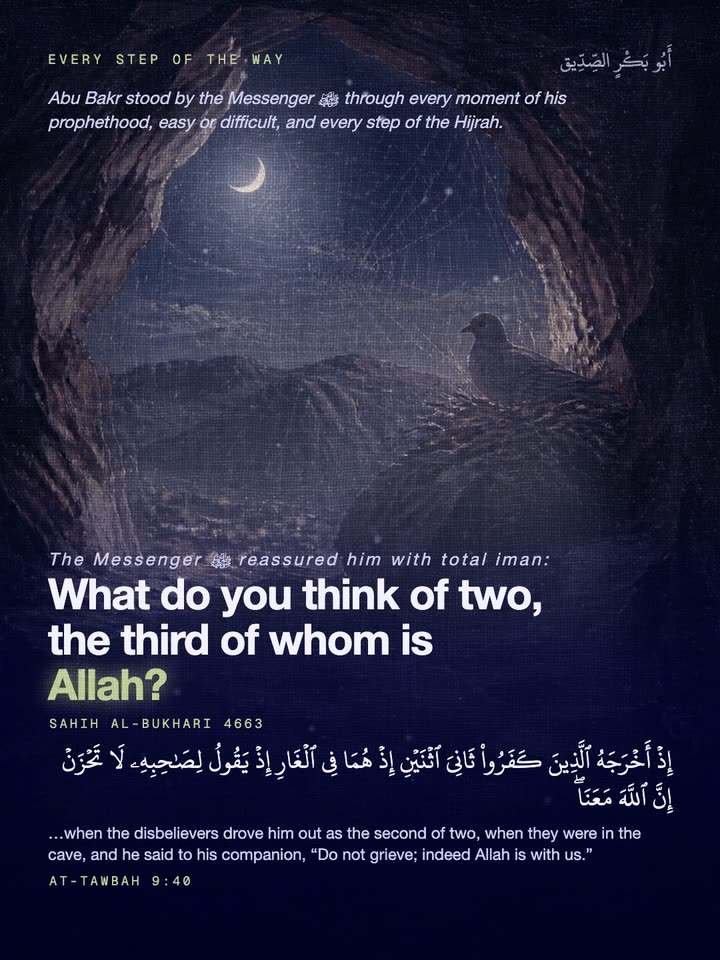 EVERY STEP OF THE WAY
أَبُو بَكْرٍ الصِّدِّيق
Abu Bakr stood by the Messenger ﷺ through every moment of his
prophethood, easy or difficult, and every step of the Hijrah.
The Messenger ﷺ reassured him with total iman:
What do you think of two,
the third of whom is
Allah?
SAHIH AL-BUKHARI 4663
إِذْ أَخْرَجَهُ ٱلَّذِينَ كَفَرُوا۟ ثَانِىَ ٱثْنَيْنِ إِذْ هُمَا فِى ٱلْغَارِ إِذْ يَقُولُ لِصَـٰحِبِهِۦ لَا تَحْزَنْ
إِنَّ ٱللَّهَ مَعَنَا ۖ
…when the disbelievers drove him out as the second of two, when they were in the
cave, and he said to his companion, “Do not grieve; indeed Allah is with us.”
AT-TAWBAH 9:40